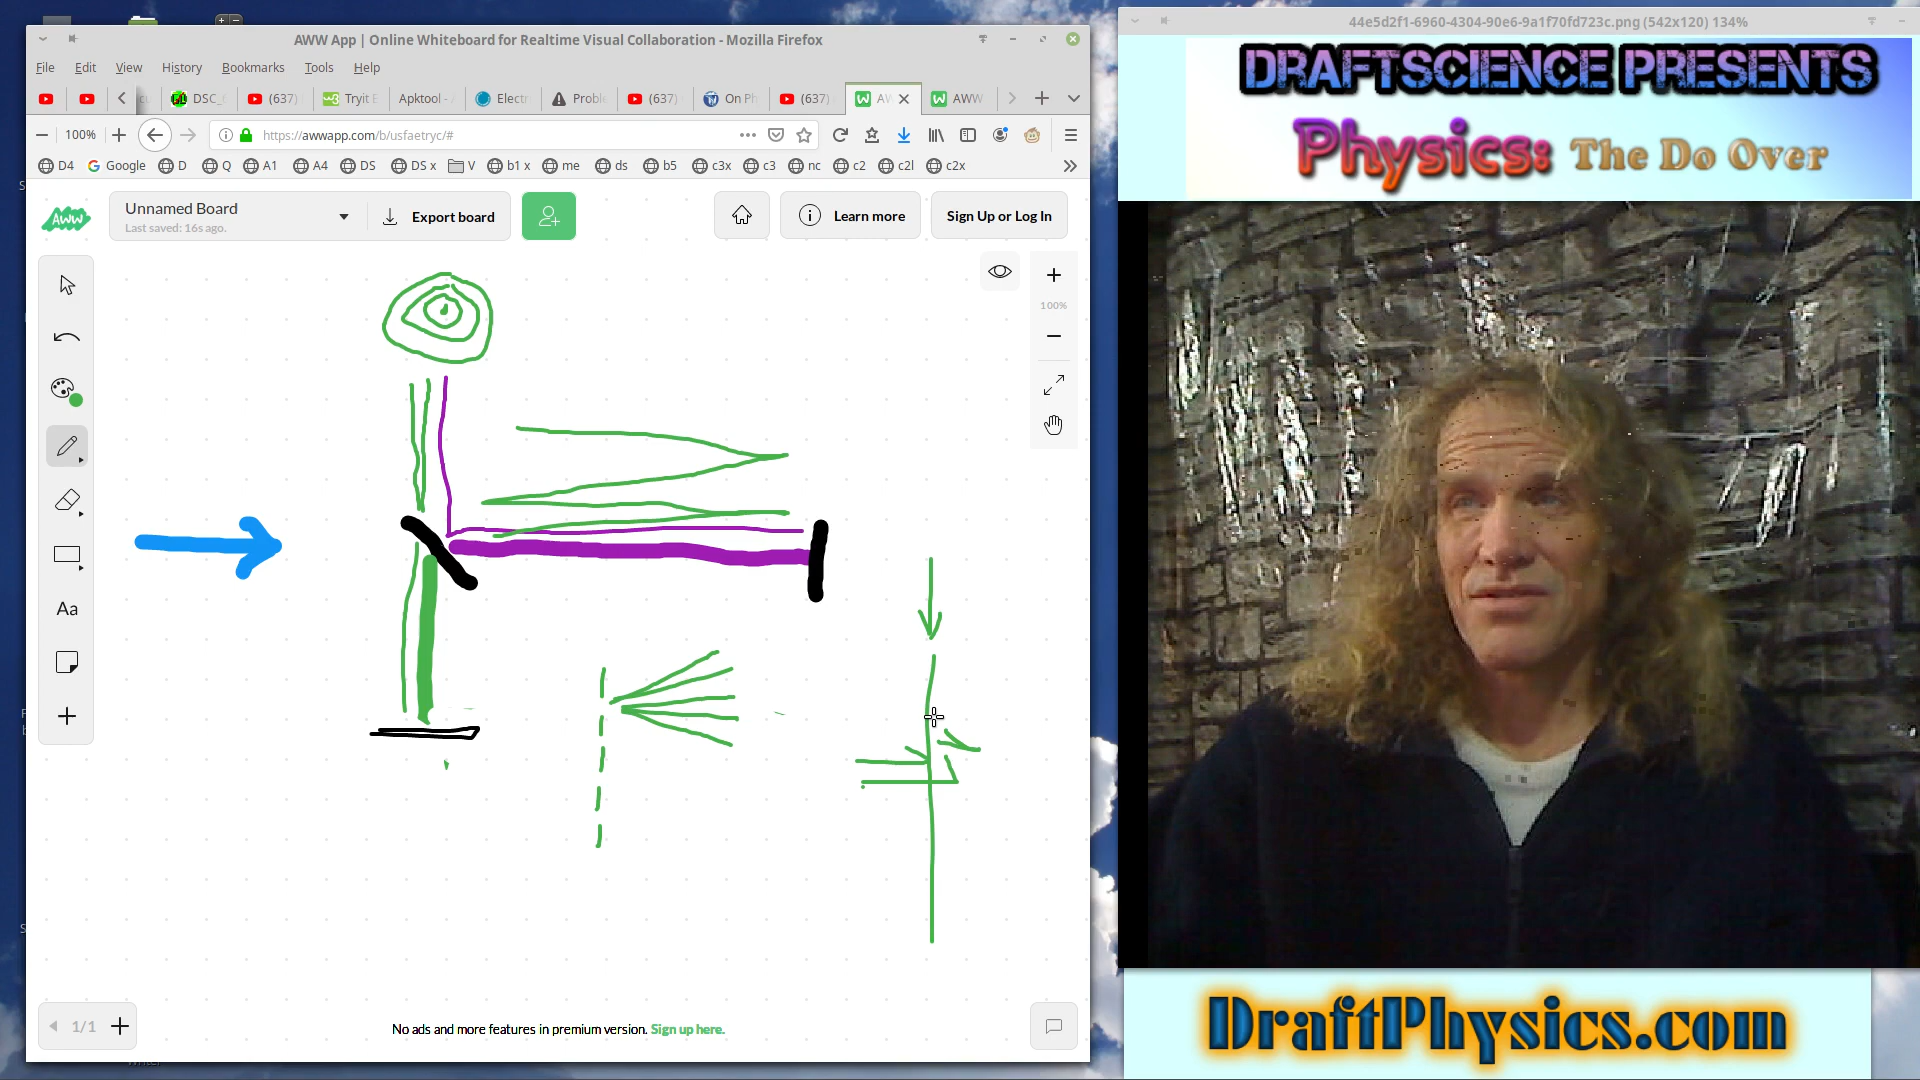 AWW App | Online Whiteboard for Realtime Visual Collaboration - Mozilla Firefox
File Edit View History Bookmarks Tools Help
DSC_ (637) Tryit E Apktool - Electr Proble (637) On Ph (637) AW AWW
100% https://awwapp.com/b/usfaetryc/#
D4 Google D Q A1 A4 DS DS x V b1 x me ds b5 c3x c3 nc c2 c2l c2x
AWW
Unnamed Board
Last saved: 16s ago.
Export board
Learn more
Sign Up or Log In
100%
Aa
1/1
No ads and more features in premium version. Sign up here.
44e5d2f1-6960-4304-90e6-9a1f70fd723c.png (542x120) 134%
DRAFTSCIENCE PRESENTS
Physics: The Do Over
DraftPhysics.com